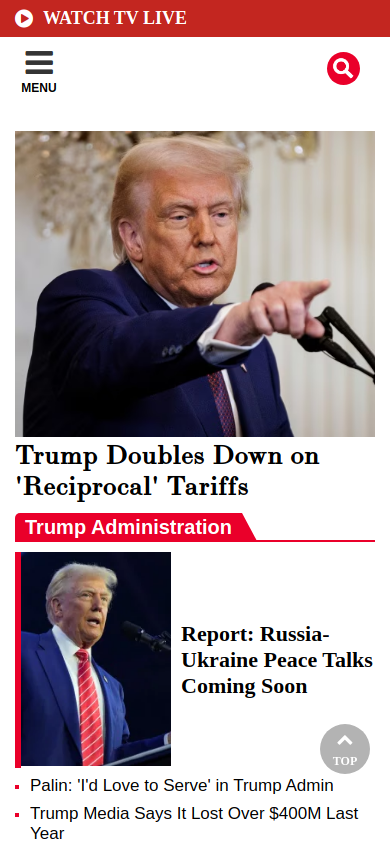 WATCH TV LIVE
MENU
Trump Doubles Down on
'Reciprocal' Tariffs
Trump Administration
Report: Russia-
Ukraine Peace Talks
Coming Soon
TOP
Palin: 'I'd Love to Serve' in Trump Admin
Trump Media Says It Lost Over $400M Last
Year